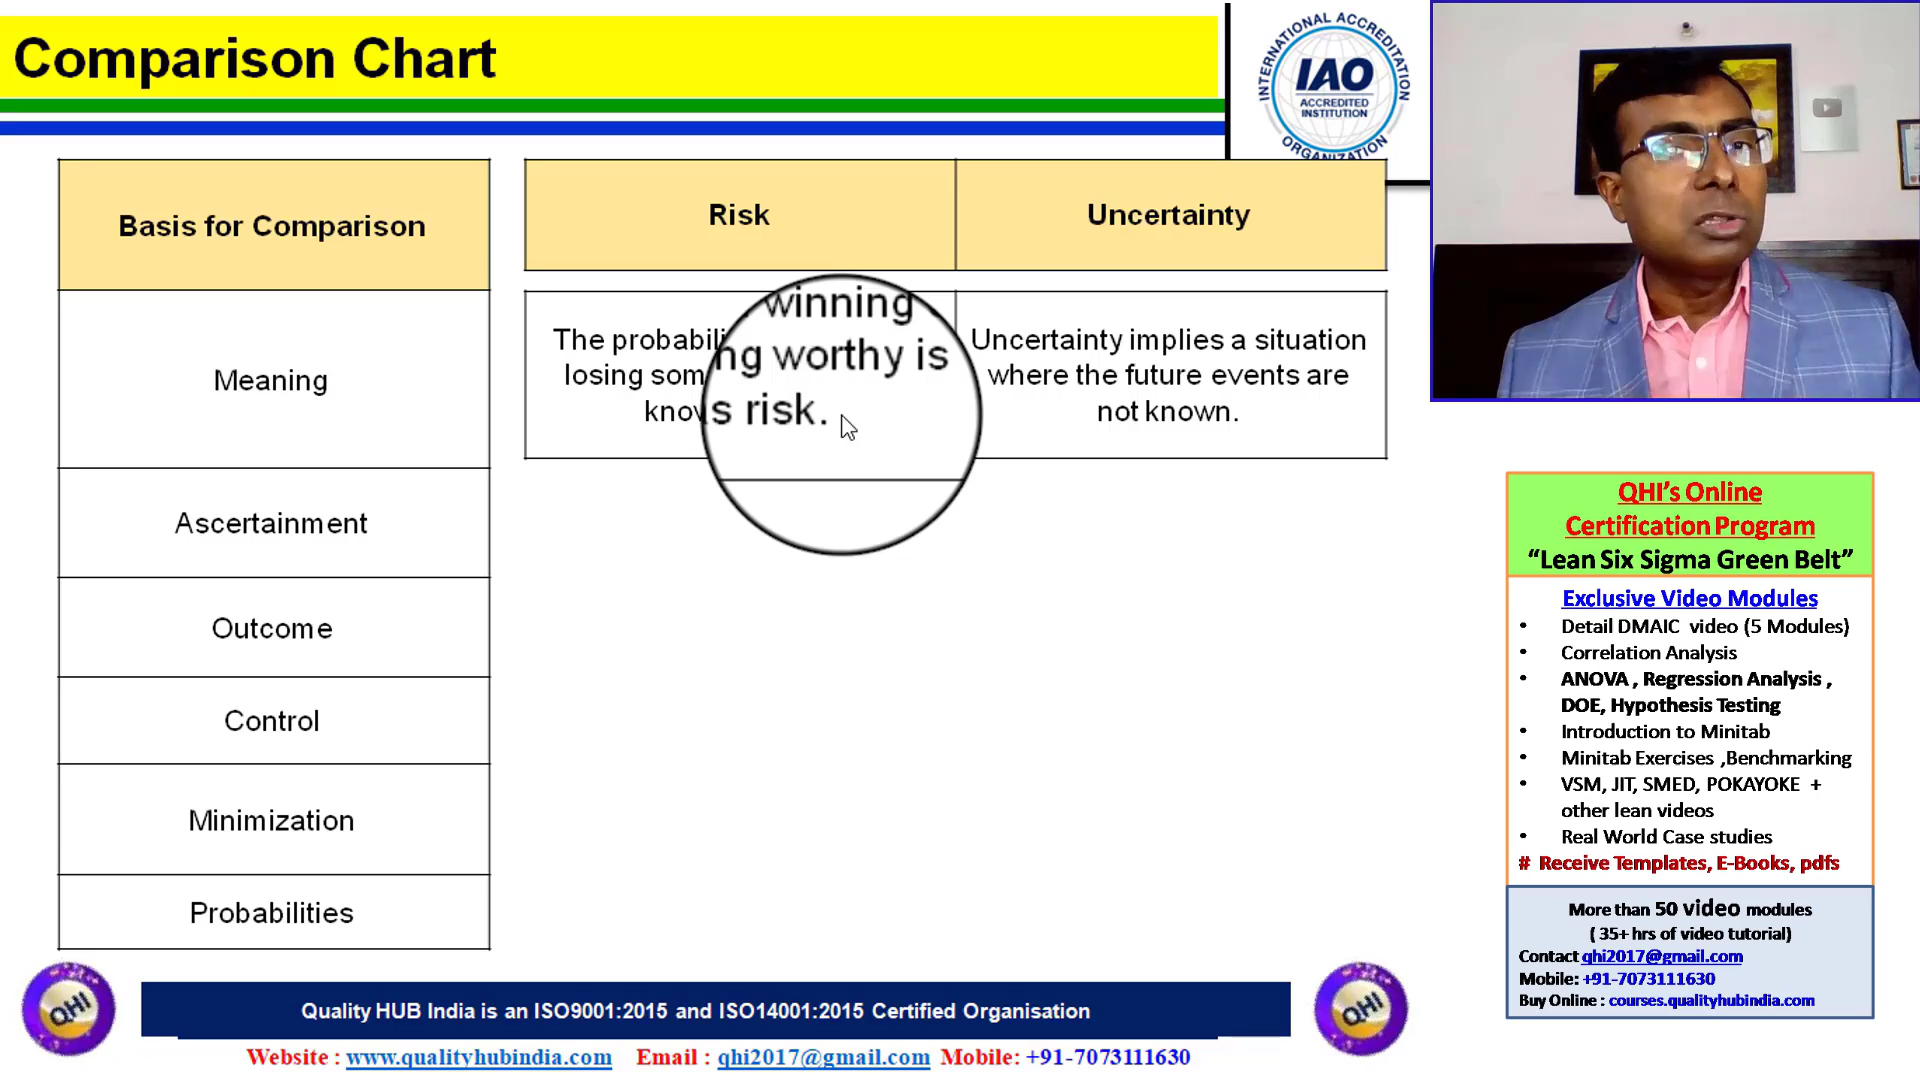 Comparison Chart
INTERNATIONAL ACCREDITATION
IAO
ACCREDITED
INSTITUTION
ORGANIZATION
Basis for Comparison
Risk
Uncertainty
Meaning
winning
The probabili
ng worthy is
losing som
s risk.
Uncertainty implies a situation
where the future events are
not known.
Ascertainment
Outcome
Control
Minimization
Probabilities
QHI’s Online
Certification Program
“Lean Six Sigma Green Belt”
Exclusive Video Modules
• Detail DMAIC video (5 Modules)
• Correlation Analysis
• ANOVA , Regression Analysis ,
DOE, Hypothesis Testing
• Introduction to Minitab
• Minitab Exercises ,Benchmarking
• VSM, JIT, SMED, POKAYOKE +
other lean videos
• Real World Case studies
# Receive Templates, E-Books, pdfs
More than 50 video modules
( 35+ hrs of video tutorial)
Contact qhi2017@gmail.com
Mobile: +91-7073111630
Buy Online : courses.qualityhubindia.com
QHI
Quality HUB India is an ISO9001:2015 and ISO14001:2015 Certified Organisation
QHI
Website : www.qualityhubindia.com Email : qhi2017@gmail.com Mobile: +91-7073111630